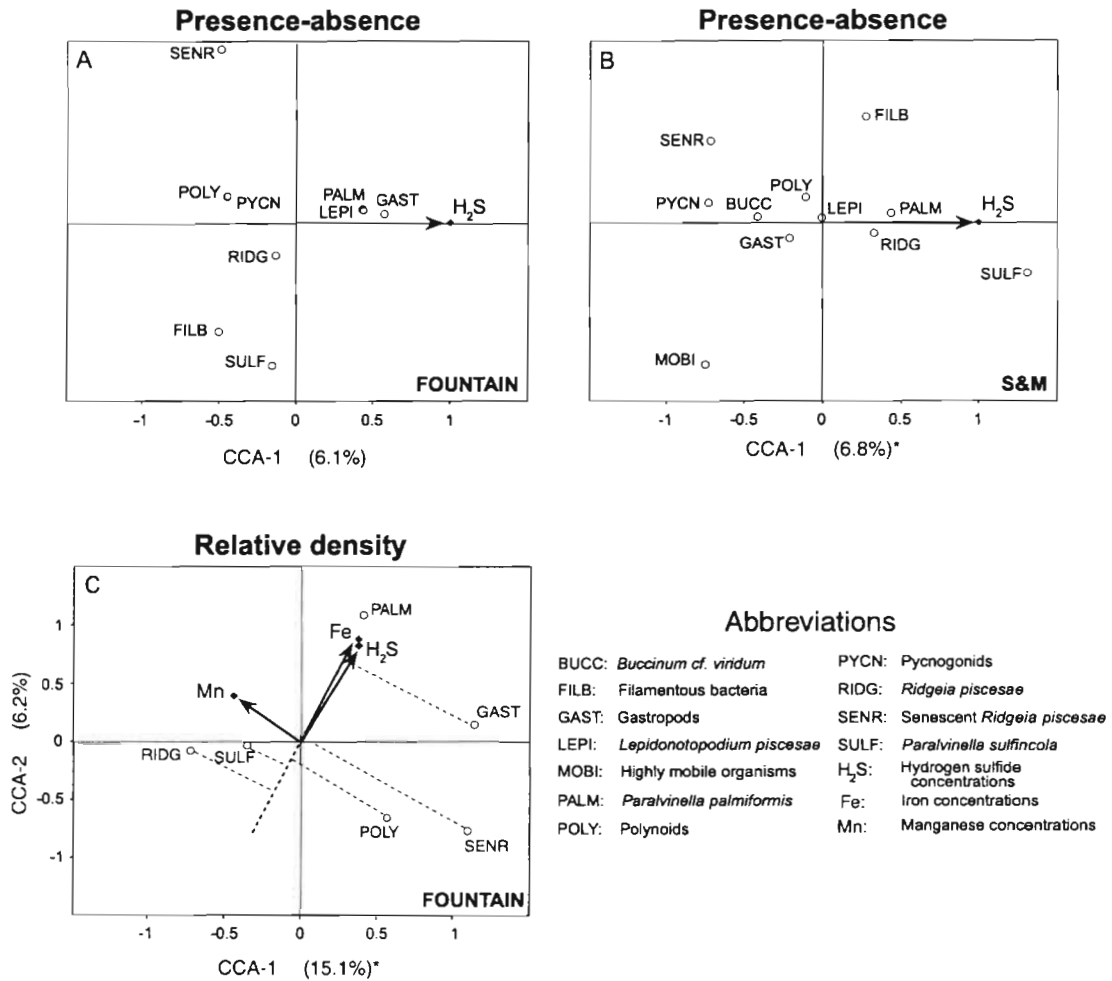 Presence-absence
A
SENR
POLY
PYCN
PALM
LEPI
GAST
H2S
RIDG
FILB
SULF
FOUNTAIN
-1 -0.5 0 0.5 1
CCA-1 (6.1%)
Presence-absence
B
FILB
SENR
POLY
PYCN
BUCC
LEPI
PALM
H2S
GAST
RIDG
SULF
MOBI
S&M
-1 -0.5 0 0.5 1
CCA-1 (6.8%)*
Relative density
C
PALM
Fe
H2S
Mn
GAST
RIDG
SULF
POLY
SENR
FOUNTAIN
1
0.5
0
-0.5
-1
CCA-2 (6.2%)
-1 -0.5 0 0.5 1
CCA-1 (15.1%)*
Abbreviations
BUCC: Buccinum cf. viridum
FILB: Filamentous bacteria
GAST: Gastropods
LEPI: Lepidonotopodium piscesae
MOBI: Highly mobile organisms
PALM: Paralvinella palmiformis
POLY: Polynoids
PYCN: Pycnogonids
RIDG: Ridgeia piscesae
SENR: Senescent Ridgeia piscesae
SULF: Paralvinella sulfincola
H2S: Hydrogen sulfide
concentrations
Fe: Iron concentrations
Mn: Manganese concentrations